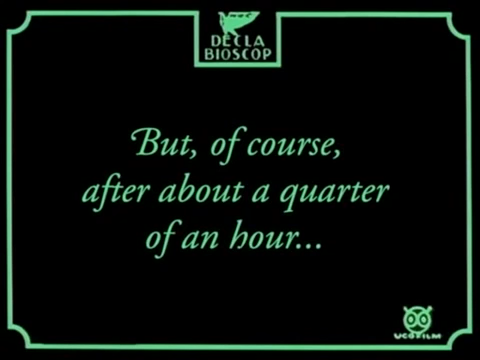 DECLA
BIOSCOP
But, of course,
after about a quarter
of an hour...
UCOFILM